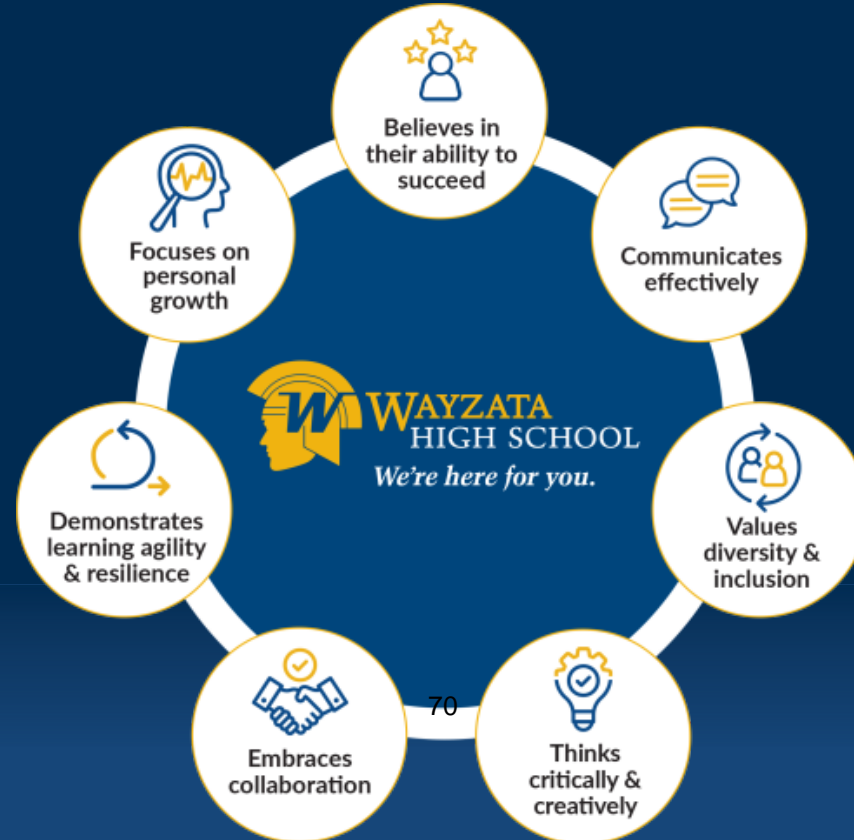 Believes in
their ability to
succeed
Communicates
effectively
Values
diversity &
inclusion
Thinks
critically &
creatively
Embraces
collaboration
Demonstrates
learning agility
& resilience
Focuses on
personal
growth
W WAYZATA
HIGH SCHOOL
We're here for you.
70